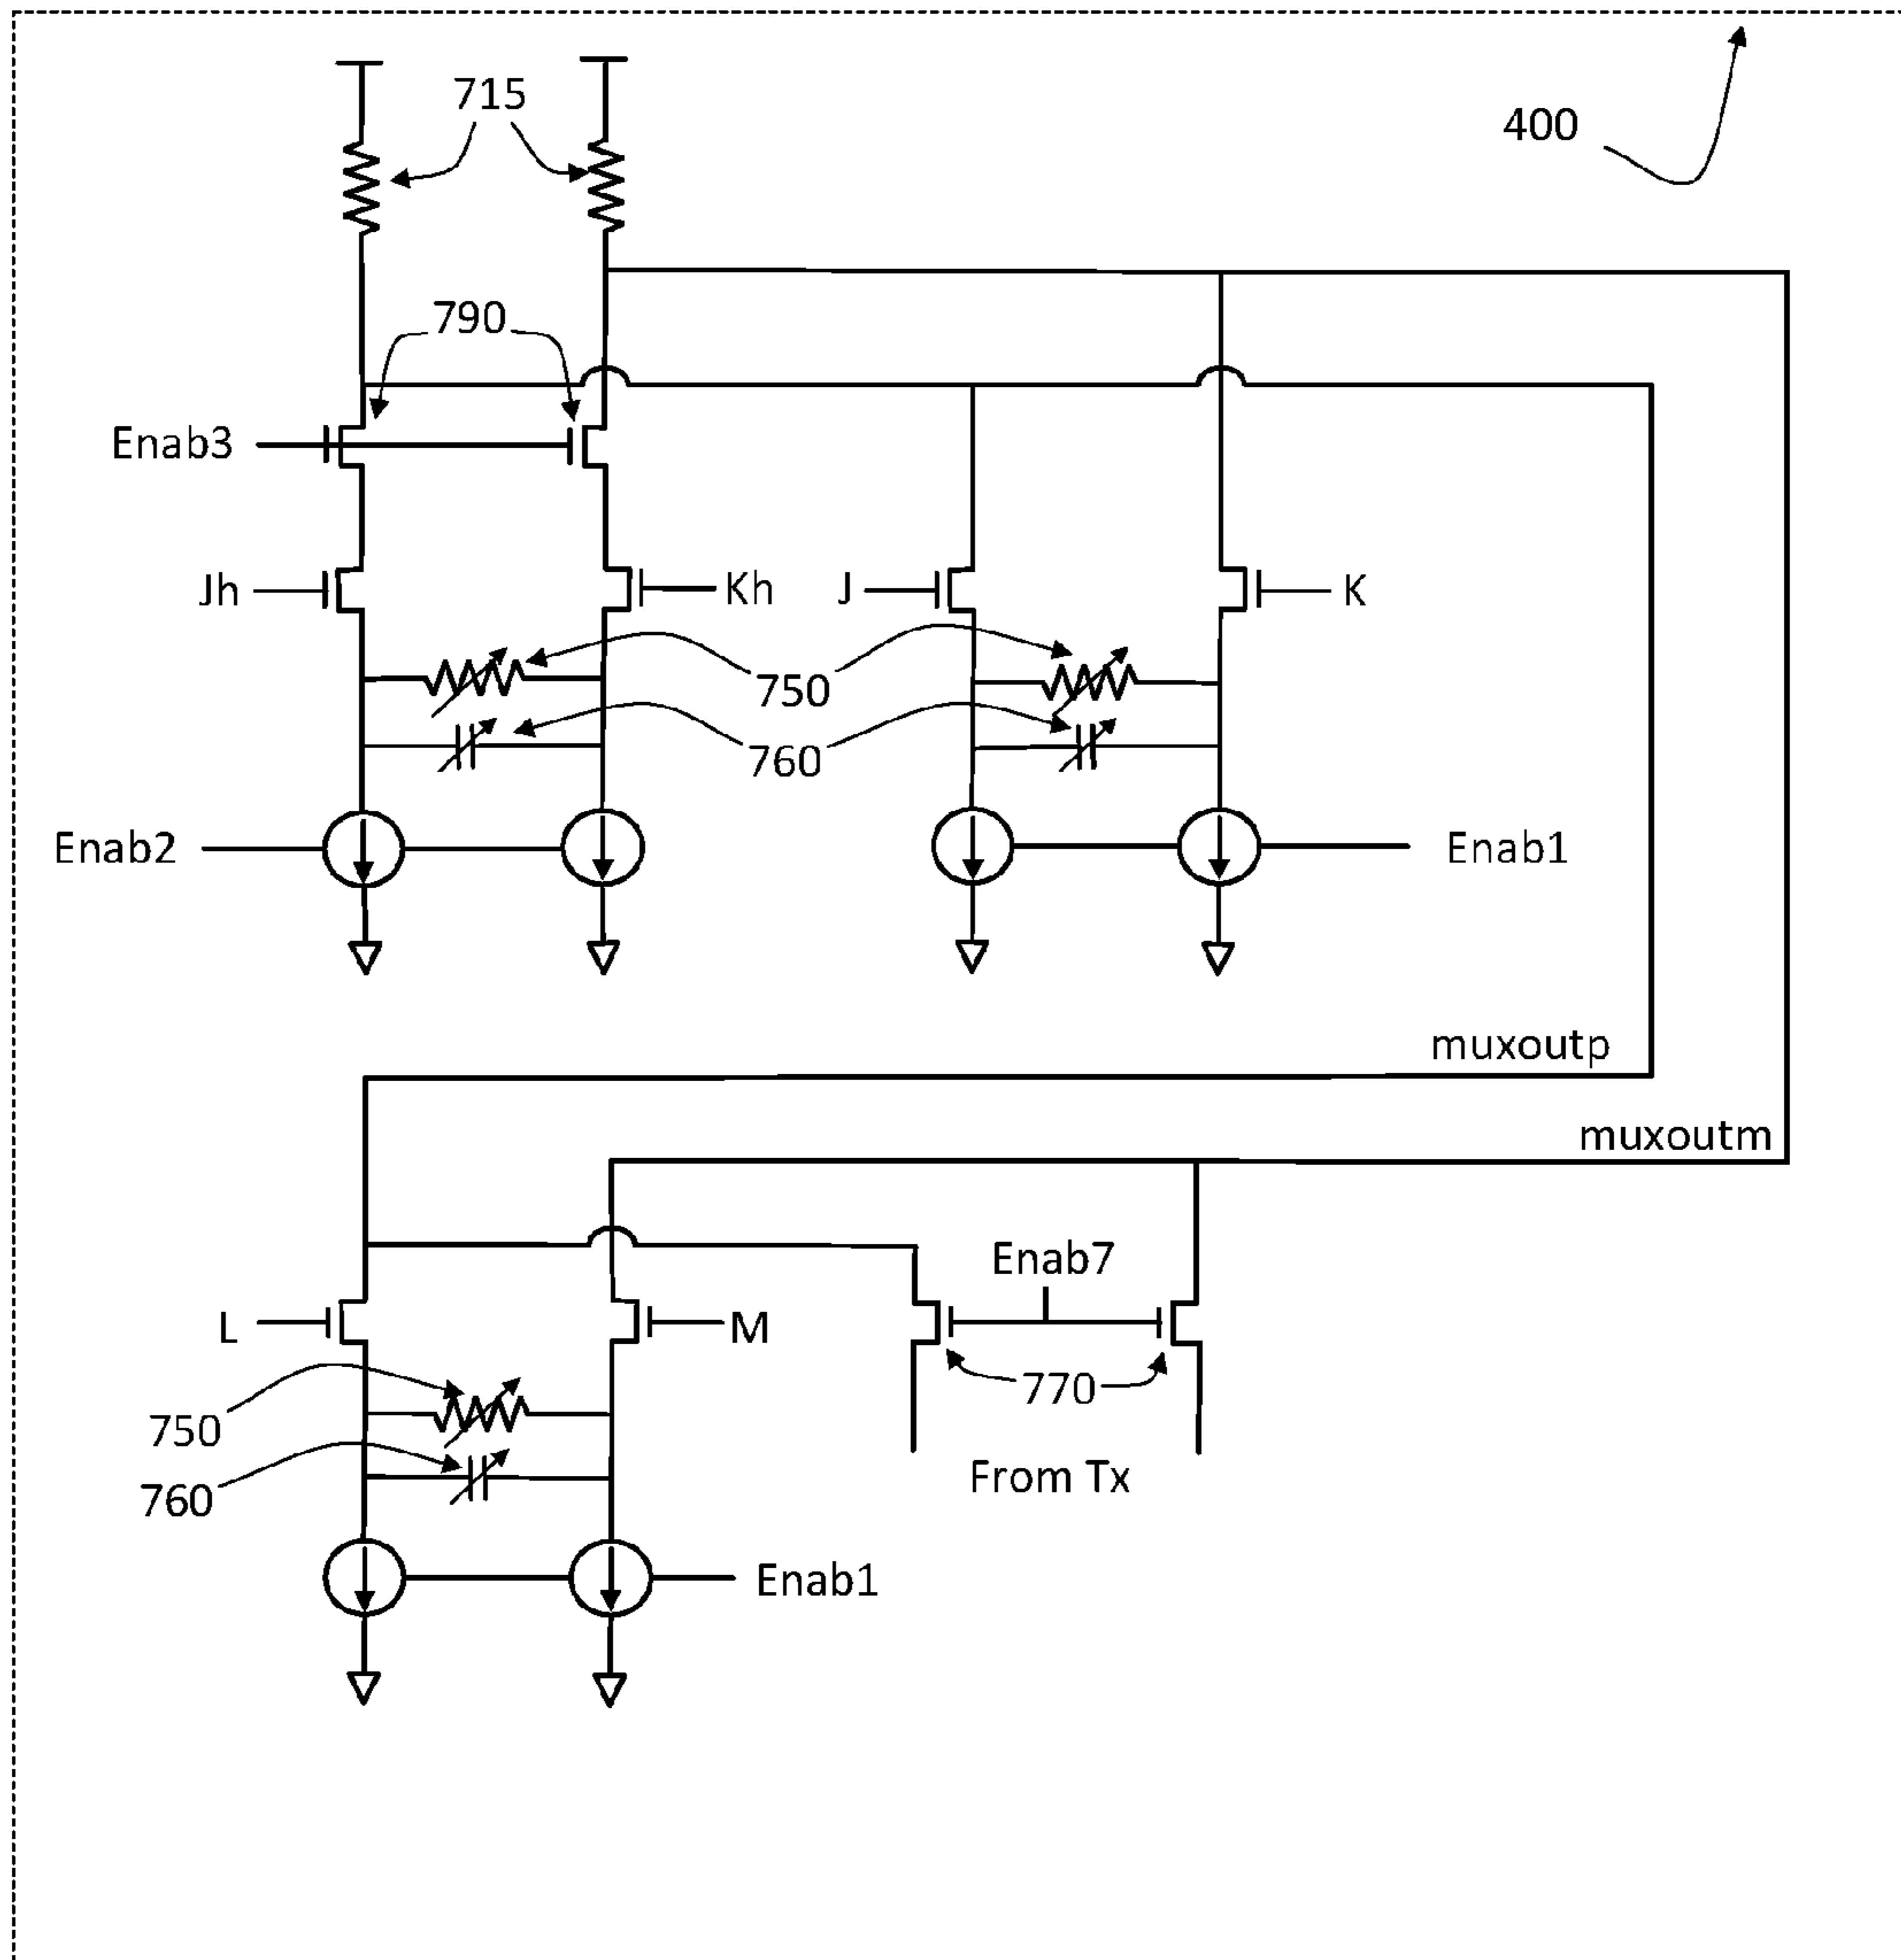 715
400
790
Enab3
Jh
Kh
J
K
750
760
Enab2
Enab1
muxoutp
muxoutm
Enab7
L
M
770
750
From Tx
760
Enab1